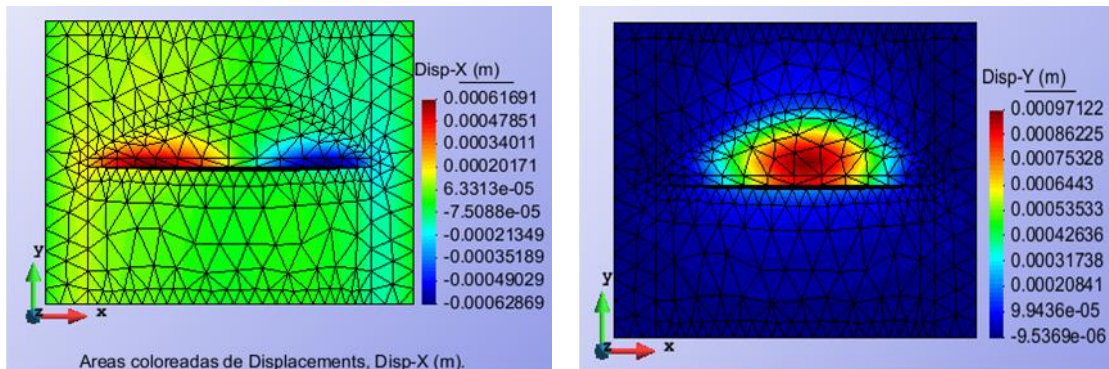 Disp-X (m)
0.00061691
0.00047851
0.00034011
0.00020171
6.3313e-05
-7.5088e-05
-0.00021349
-0.00035189
-0.00049029
-0.00062869
y
z
x
Areas coloreadas de Displacements, Disp-X (m).
Disp-Y (m)
0.00097122
0.00086225
0.00075328
0.0006443
0.00053533
0.00042636
0.00031738
0.00020841
9.9436e-05
-9.5369e-06
y
z
x